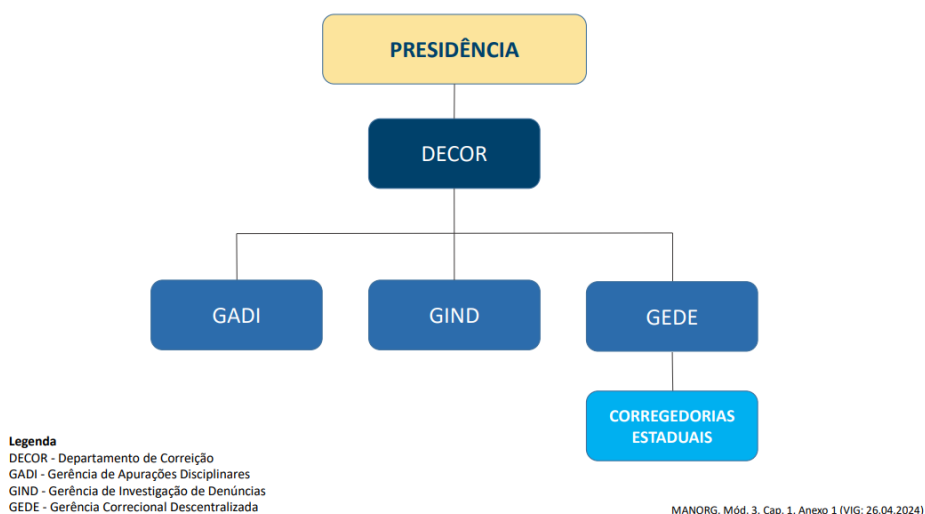 PRESIDÊNCIA
DECOR
GADI
GIND
GEDE
CORREGEDORIAS
ESTADUAIS
Legenda
DECOR - Departamento de Correição
GADI - Gerência de Apurações Disciplinares
GIND - Gerência de Investigação de Denúncias
GEDE - Gerência Correcional Descentralizada
MANORG, Mód. 3, Cap. 1, Anexo 1 (VIG: 26.04.2024)